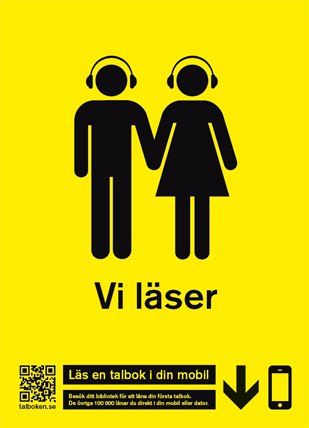 Vi läser
Läs en talbok i din mobil
Besök ditt bibliotek för att låna din första talbok.
De övriga 100 000 lånar du direkt i din mobil eller dator.
talboken.se